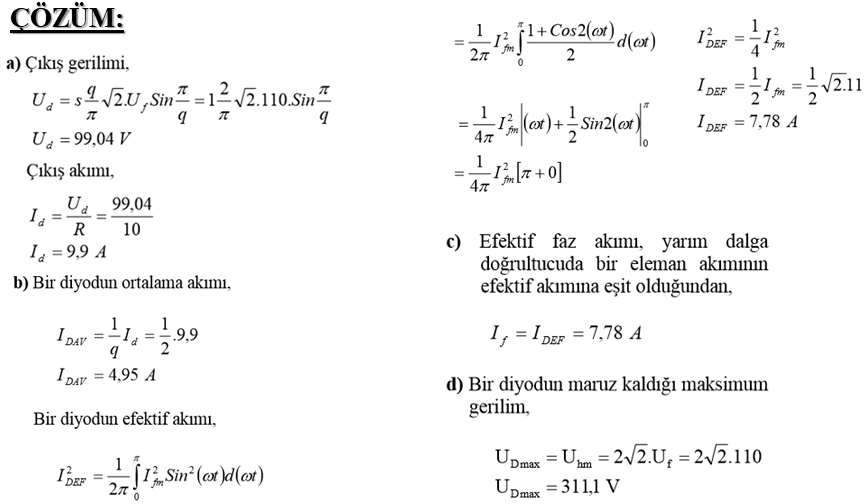 ÇÖZÜM:
a) Çıkış gerilimi,
U_d = s q/π √2.U_f Sin π/q = 1 2/π √2.110.Sin π/q
U_d = 99,04 V
Çıkış akımı,
I_d = U_d/R = 99,04/10
I_d = 9,9 A
b) Bir diyodun ortalama akımı,
I_DAV = 1/q I_d = 1/2 .9,9
I_DAV = 4,95 A
Bir diyodun efektif akımı,
I²_DEF = 1/2π ∫₀^π I²_fm Sin²(ωt)d(ωt)
= 1/2π I²_fm ∫₀^π 1 + Cos2(ωt)/2 d(ωt)
= 1/4π I²_fm |(ωt) + 1/2 Sin2(ωt)|₀^π
= 1/4π I²_fm [π + 0]
I²_DEF = 1/4 I²_fm
I_DEF = 1/2 I_fm = 1/2 √2.11
I_DEF = 7,78 A
c) Efektif faz akımı, yarım dalga
doğrultucuda bir eleman akımının
efektif akımına eşit olduğundan,
I_f = I_DEF = 7,78 A
d) Bir diyodun maruz kaldığı maksimum
gerilim,
U_Dmax = U_hm = 2√2.U_f = 2√2.110
U_Dmax = 311,1 V